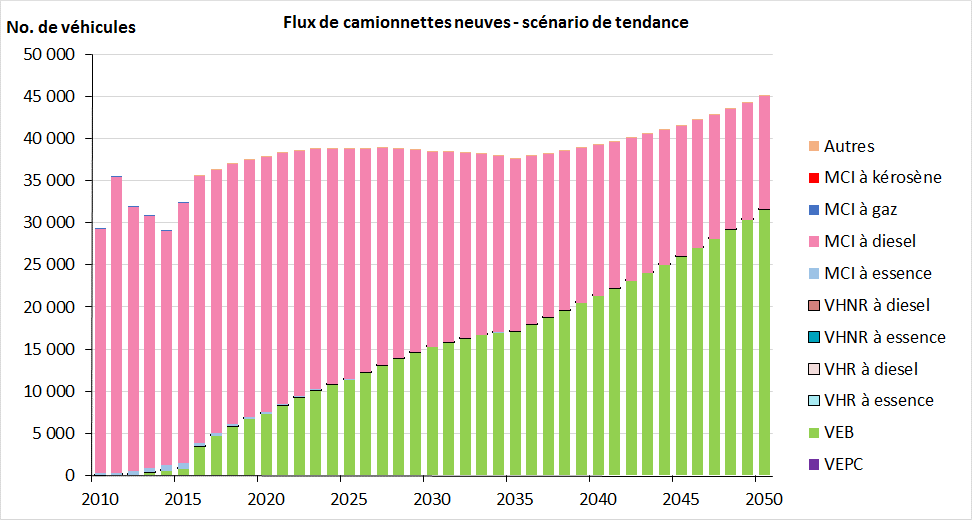 Flux de camionnettes neuves - scénario de tendance
No. de véhicules
50 000
45 000
40 000
35 000
30 000
25 000
20 000
15 000
10 000
5 000
0
2010 2015 2020 2025 2030 2035 2040 2045 2050
Autres
MCI à kérosène
MCI à gaz
MCI à diesel
MCI à essence
VHNR à diesel
VHNR à essence
VHR à diesel
VHR à essence
VEB
VEPC